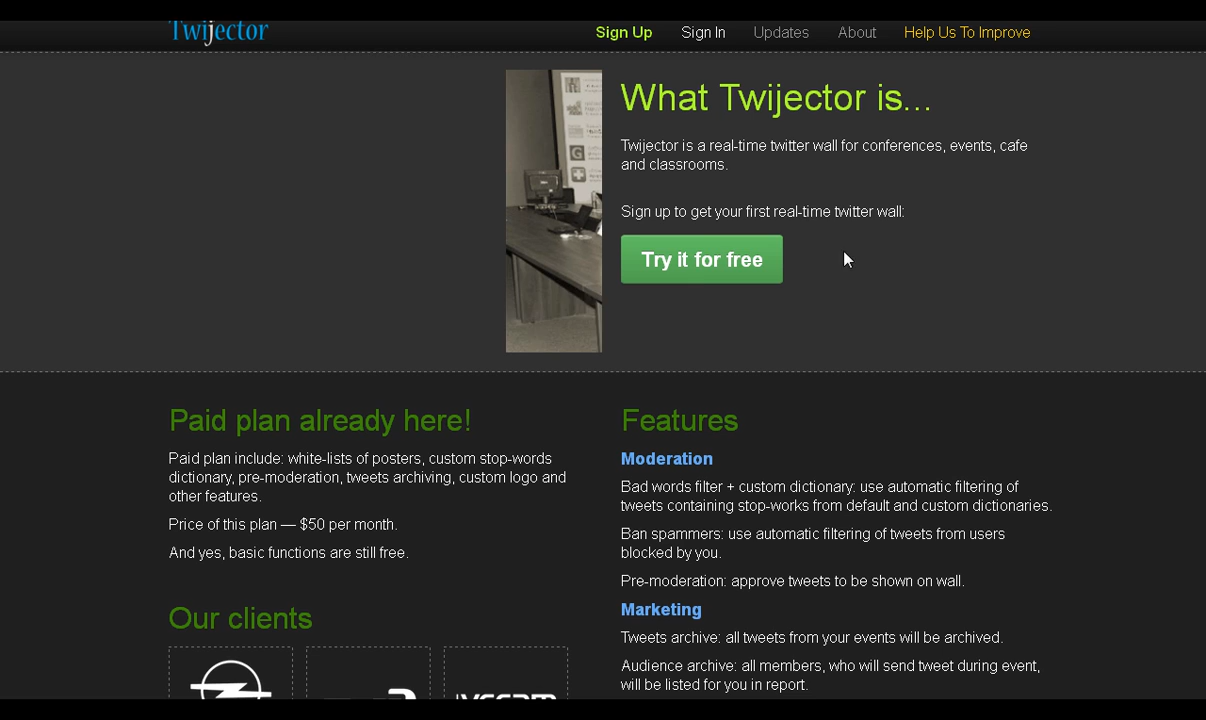 Twijector
Sign Up
Sign In
Updates
About
Help Us To Improve
What Twijector is...
Twijector is a real-time twitter wall for conferences, events, cafe
and classrooms.
Sign up to get your first real-time twitter wall:
Try it for free
Paid plan already here!
Paid plan include: white-lists of posters, custom stop-words
dictionary, pre-moderation, tweets archiving, custom logo and
other features.
Price of this plan — $50 per month.
And yes, basic functions are still free.
Our clients
Features
Moderation
Bad words filter + custom dictionary: use automatic filtering of
tweets containing stop-works from default and custom dictionaries.
Ban spammers: use automatic filtering of tweets from users
blocked by you.
Pre-moderation: approve tweets to be shown on wall.
Marketing
Tweets archive: all tweets from your events will be archived.
Audience archive: all members, who will send tweet during event,
will be listed for you in report.